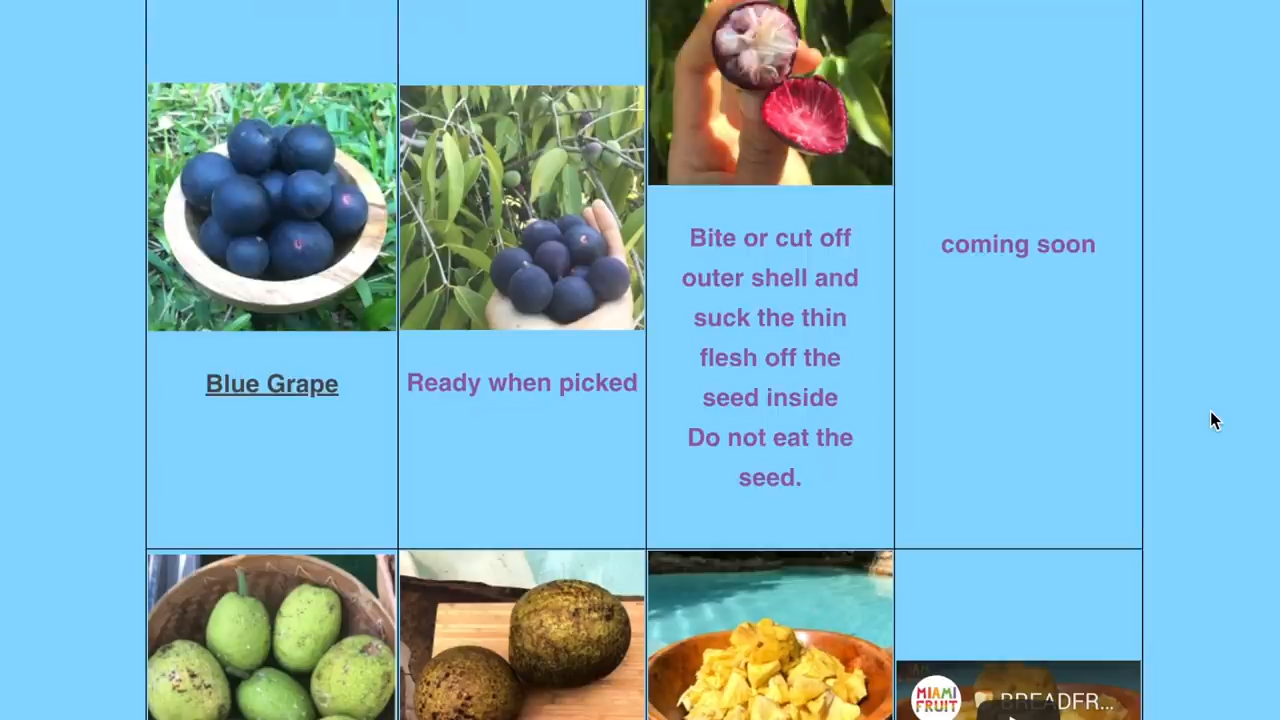 Blue Grape
Ready when picked
Bite or cut off
outer shell and
suck the thin
flesh off the
seed inside
Do not eat the
seed.
coming soon
MIAMI
FRUIT
BREADFR...